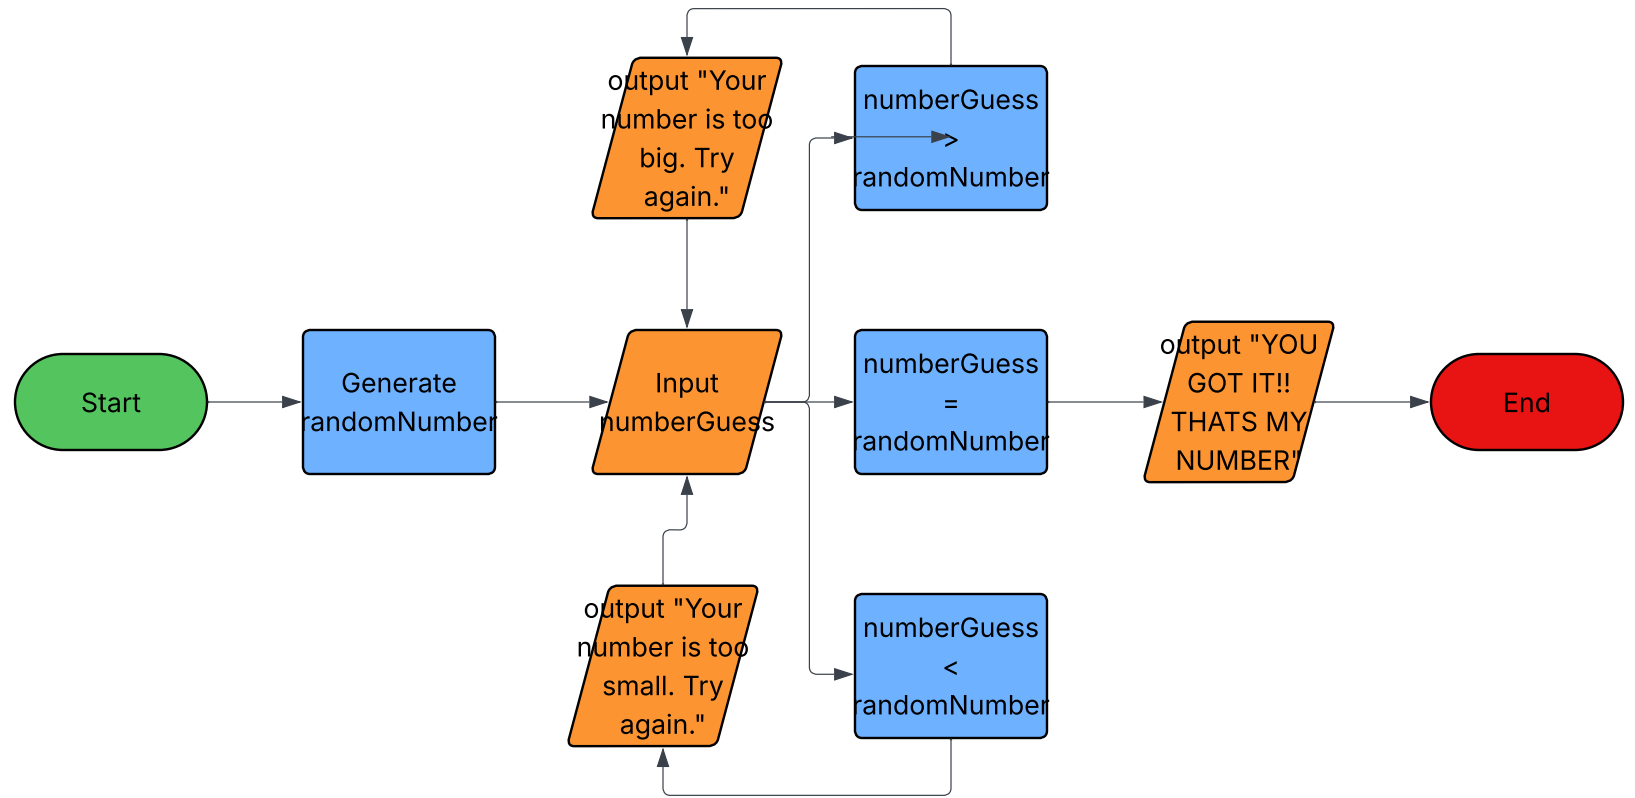 output "Your
number is too
big. Try
again."
numberGuess
>
randomNumber
Start
Generate
randomNumber
Input
numberGuess
numberGuess
=
randomNumber
output "YOU
GOT IT!!
THATS MY
NUMBER"
End
output "Your
number is too
small. Try
again."
numberGuess
<
randomNumber